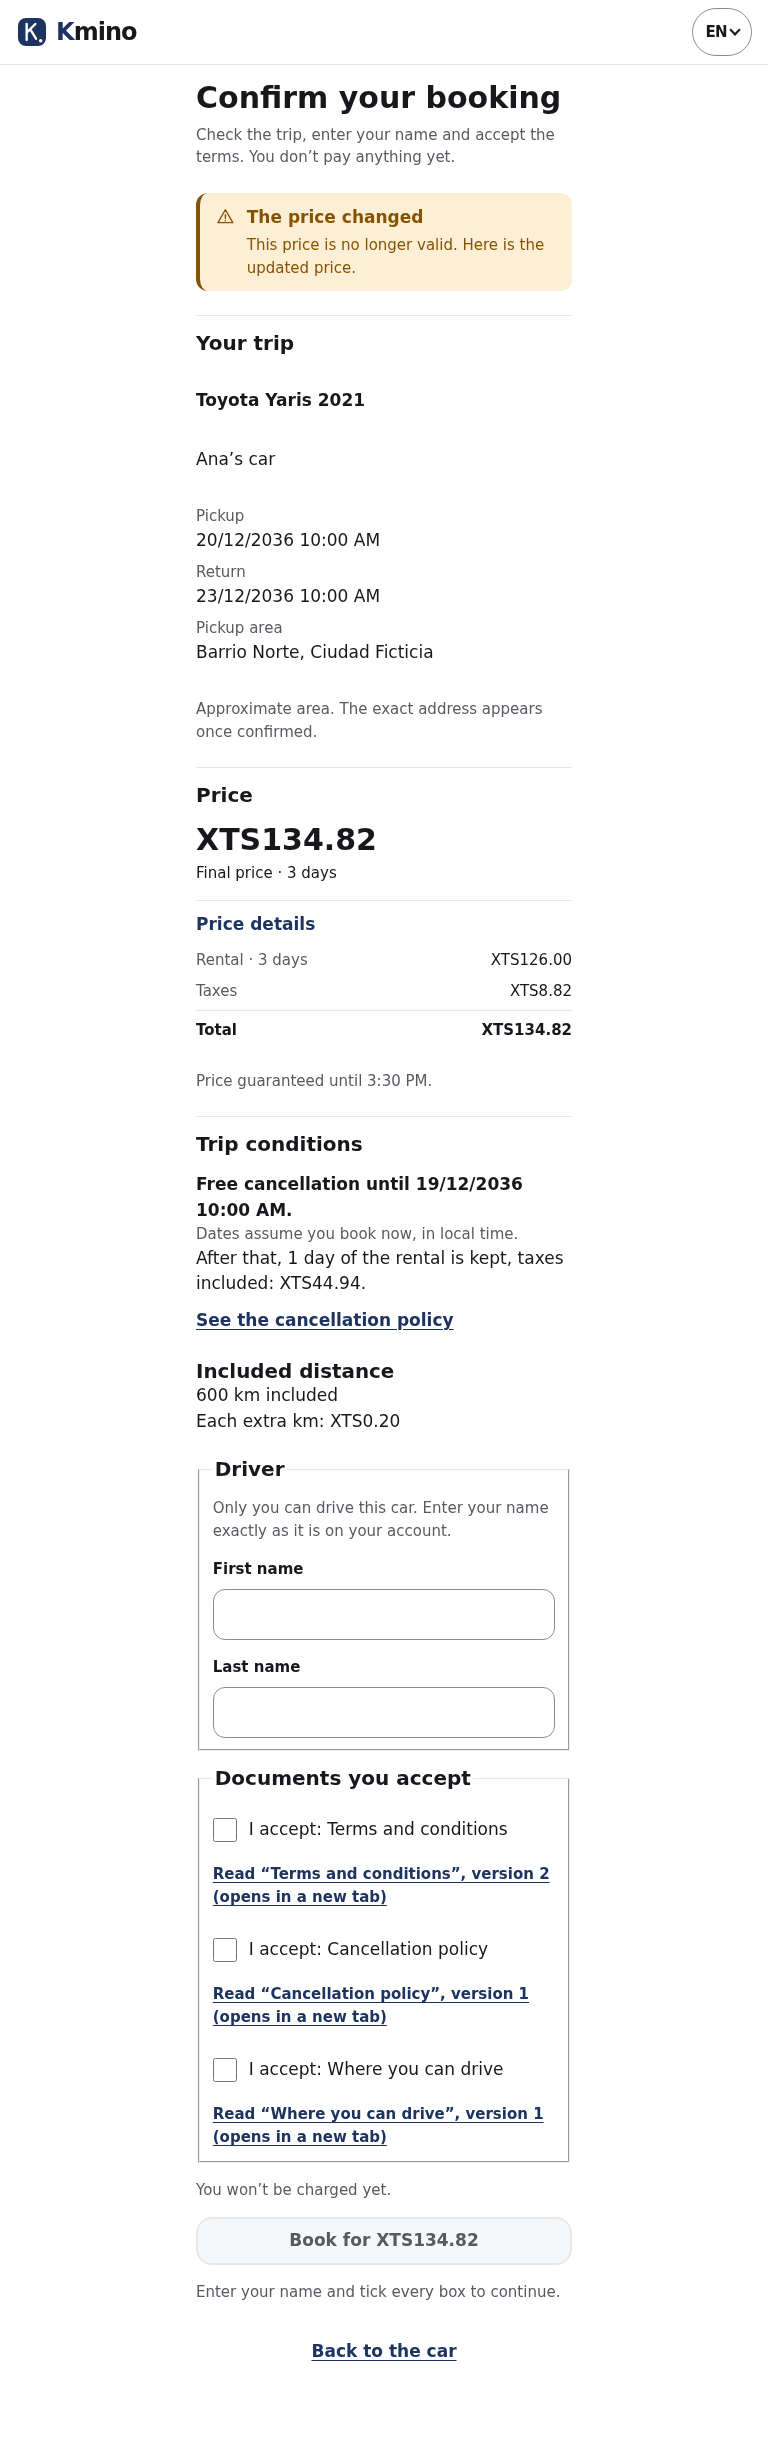 Kmino
EN
Confirm your booking
Check the trip, enter your name and accept the
terms. You don’t pay anything yet.
The price changed
This price is no longer valid. Here is the
updated price.
Your trip
Toyota Yaris 2021
Ana’s car
Pickup
20/12/2036 10:00 AM
Return
23/12/2036 10:00 AM
Pickup area
Barrio Norte, Ciudad Ficticia
Approximate area. The exact address appears
once confirmed.
Price
XTS134.82
Final price · 3 days
Price details
Rental · 3 days XTS126.00
Taxes XTS8.82
Total XTS134.82
Price guaranteed until 3:30 PM.
Trip conditions
Free cancellation until 19/12/2036
10:00 AM.
Dates assume you book now, in local time.
After that, 1 day of the rental is kept, taxes
included: XTS44.94.
See the cancellation policy
Included distance
600 km included
Each extra km: XTS0.20
Driver
Only you can drive this car. Enter your name
exactly as it is on your account.
First name
Last name
Documents you accept
I accept: Terms and conditions
Read “Terms and conditions”, version 2
(opens in a new tab)
I accept: Cancellation policy
Read “Cancellation policy”, version 1
(opens in a new tab)
I accept: Where you can drive
Read “Where you can drive”, version 1
(opens in a new tab)
You won’t be charged yet.
Book for XTS134.82
Enter your name and tick every box to continue.
Back to the car